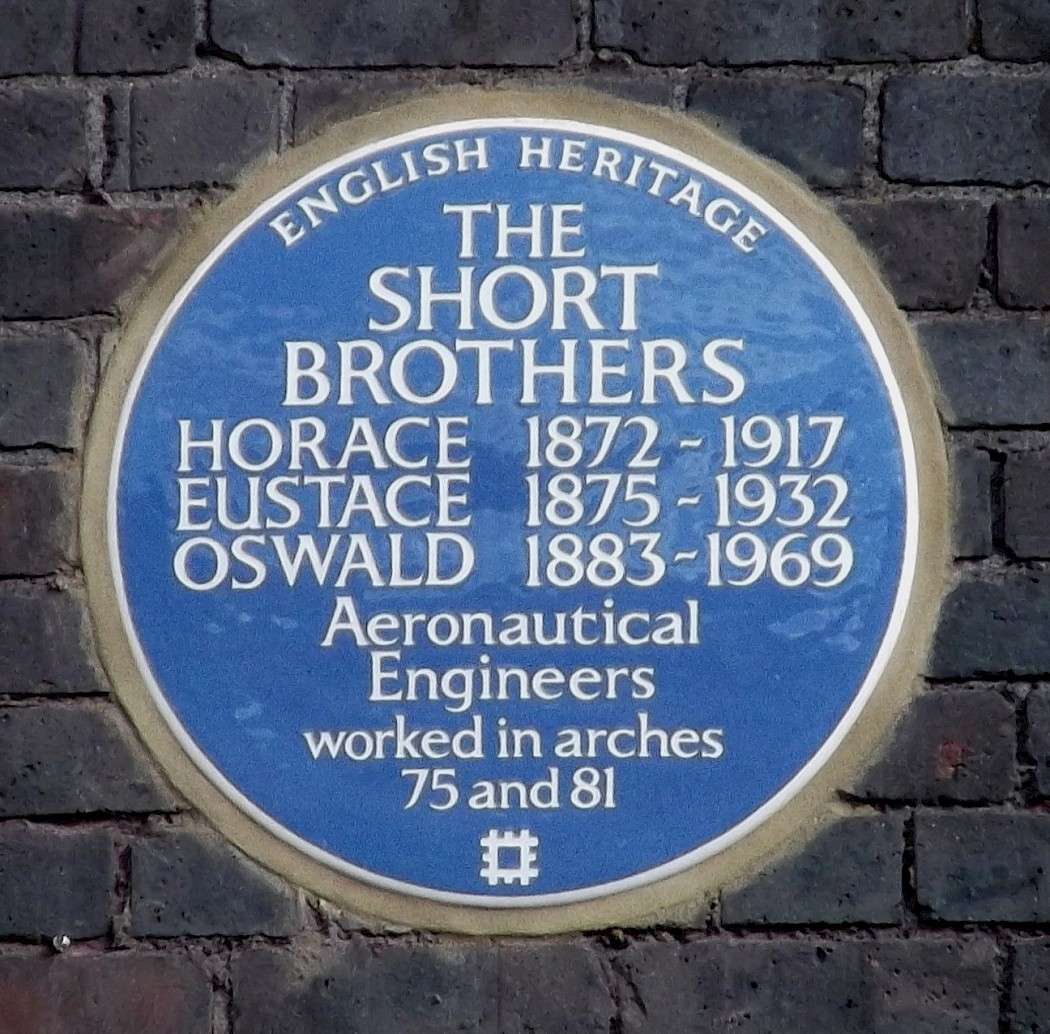 ENGLISH HERITAGE
THE
SHORT
BROTHERS
HORACE 1872 - 1917
EUSTACE 1875 - 1932
OSWALD 1883 - 1969
Aeronautical
Engineers
worked in arches
75 and 81